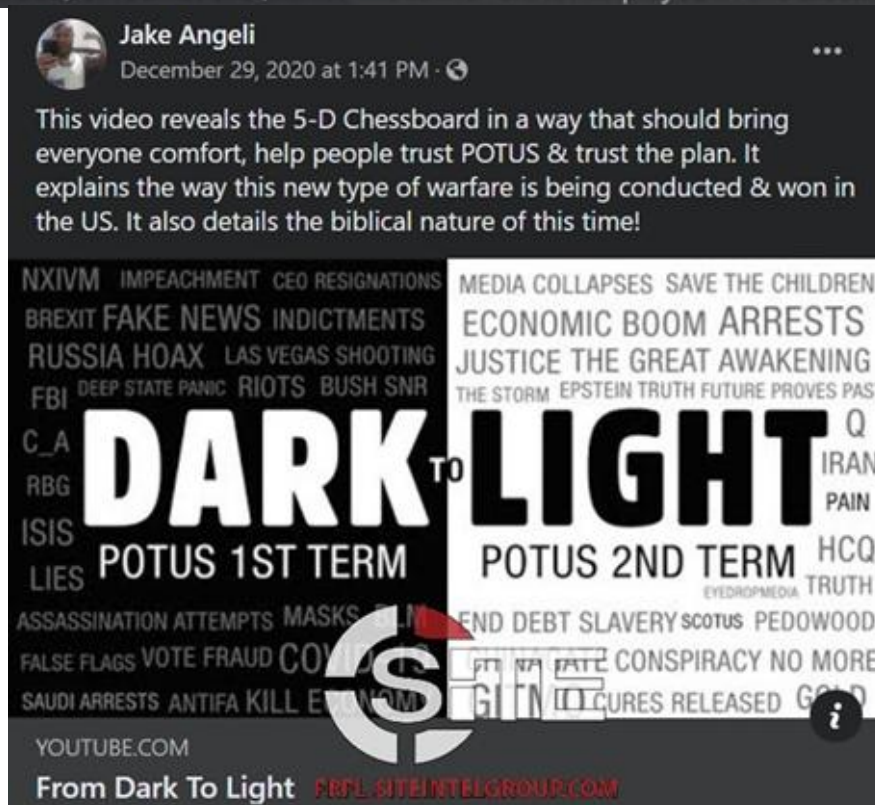 Jake Angeli
December 29, 2020 at 1:41 PM
This video reveals the 5-D Chessboard in a way that should bring
everyone comfort, help people trust POTUS & trust the plan. It
explains the way this new type of warfare is being conducted & won in
the US. It also details the biblical nature of this time!
NXIVM IMPEACHMENT CEO RESIGNATIONS
BREXIT FAKE NEWS INDICTMENTS
RUSSIA HOAX LAS VEGAS SHOOTING
FBI DEEP STATE PANIC RIOTS BUSH SNR
C_A
RBG
ISIS
LIES
DARK
POTUS 1ST TERM
ASSASSINATION ATTEMPTS MASKS BLM
FALSE FLAGS VOTE FRAUD
SAUDI ARRESTS ANTIFA KILL
TO
MEDIA COLLAPSES SAVE THE CHILDREN
ECONOMIC BOOM ARRESTS
JUSTICE THE GREAT AWAKENING
THE STORM EPSTEIN TRUTH FUTURE PROVES PAS
LIGHT
POTUS 2ND TERM
Q
IRAN
PAIN
HCQ
EYEDROPMEDIA TRUTH
END DEBT SLAVERY SCOTUS PEDOWOOD
CONSPIRACY NO MORE
GITMO CURES RELEASED
SITE
YOUTUBE.COM
From Dark To Light
SITEINTELGROUP.COM